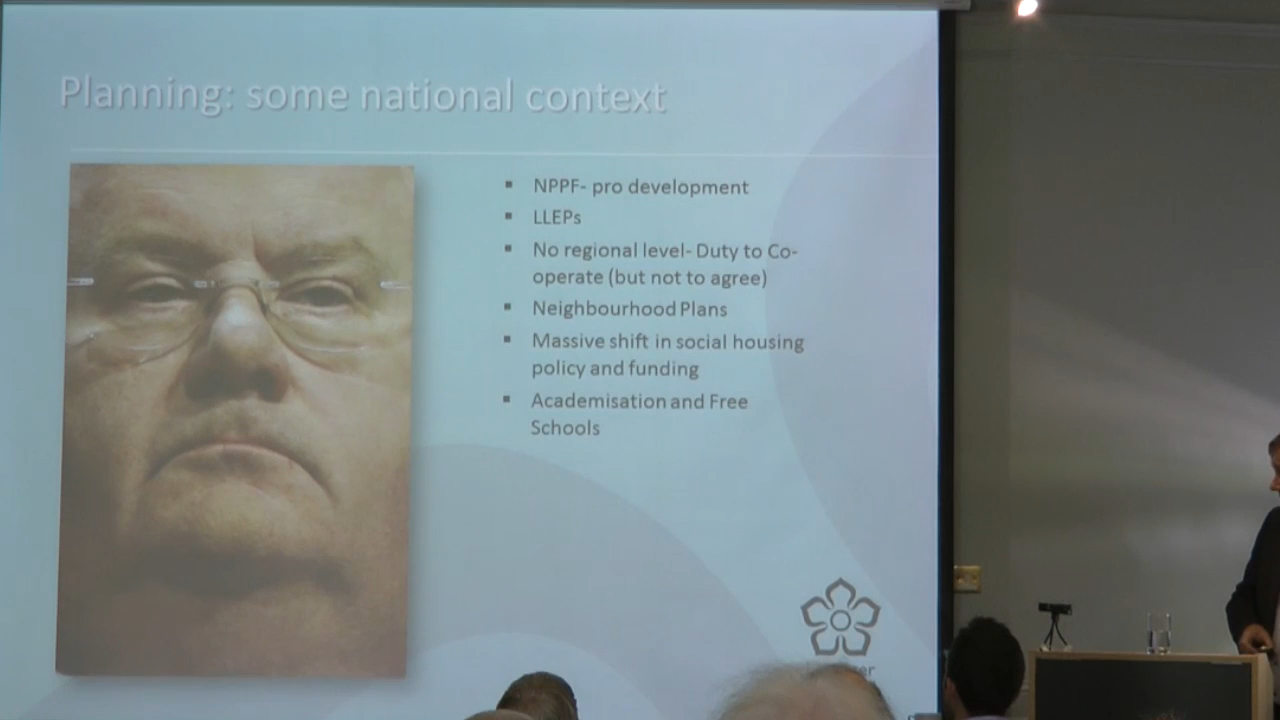 Planning: some national context
NPPF- pro development
LLEPs
No regional level- Duty to Co-
operate (but not to agree)
Neighbourhood Plans
Massive shift in social housing
policy and funding
Academisation and Free
Schools